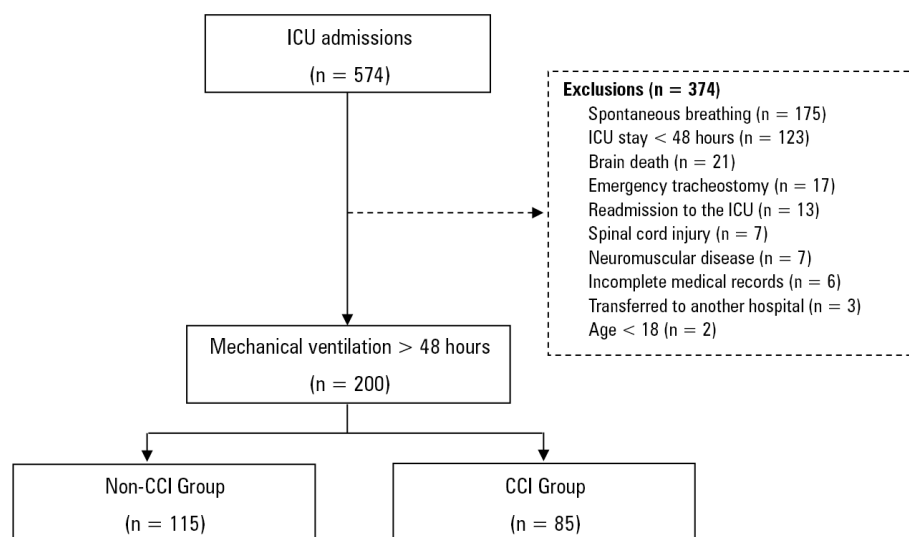 ICU admissions
(n = 574)
Exclusions (n = 374)
Spontaneous breathing (n = 175)
ICU stay < 48 hours (n = 123)
Brain death (n = 21)
Emergency tracheostomy (n = 17)
Readmission to the ICU (n = 13)
Spinal cord injury (n = 7)
Neuromuscular disease (n = 7)
Incomplete medical records (n = 6)
Transferred to another hospital (n = 3)
Age < 18 (n = 2)
Mechanical ventilation > 48 hours
(n = 200)
Non-CCI Group
(n = 115)
CCI Group
(n = 85)